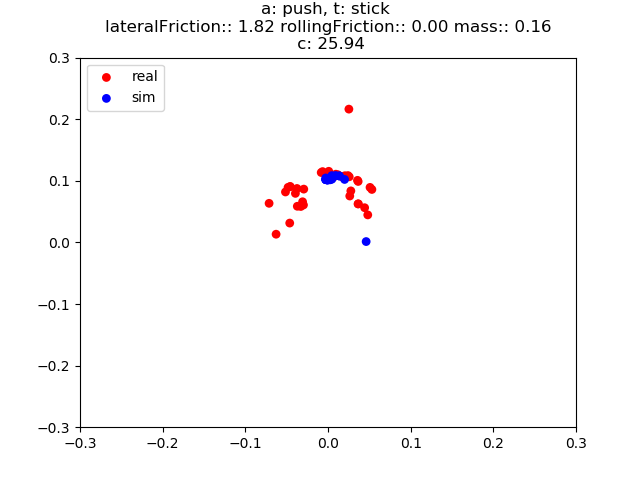 a: push, t: stick
lateralFriction:: 1.82 rollingFriction:: 0.00 mass:: 0.16
c: 25.94
real
sim
0.3
0.2
0.1
0.0
−0.1
−0.2
−0.3
−0.3 −0.2 −0.1 0.0 0.1 0.2 0.3